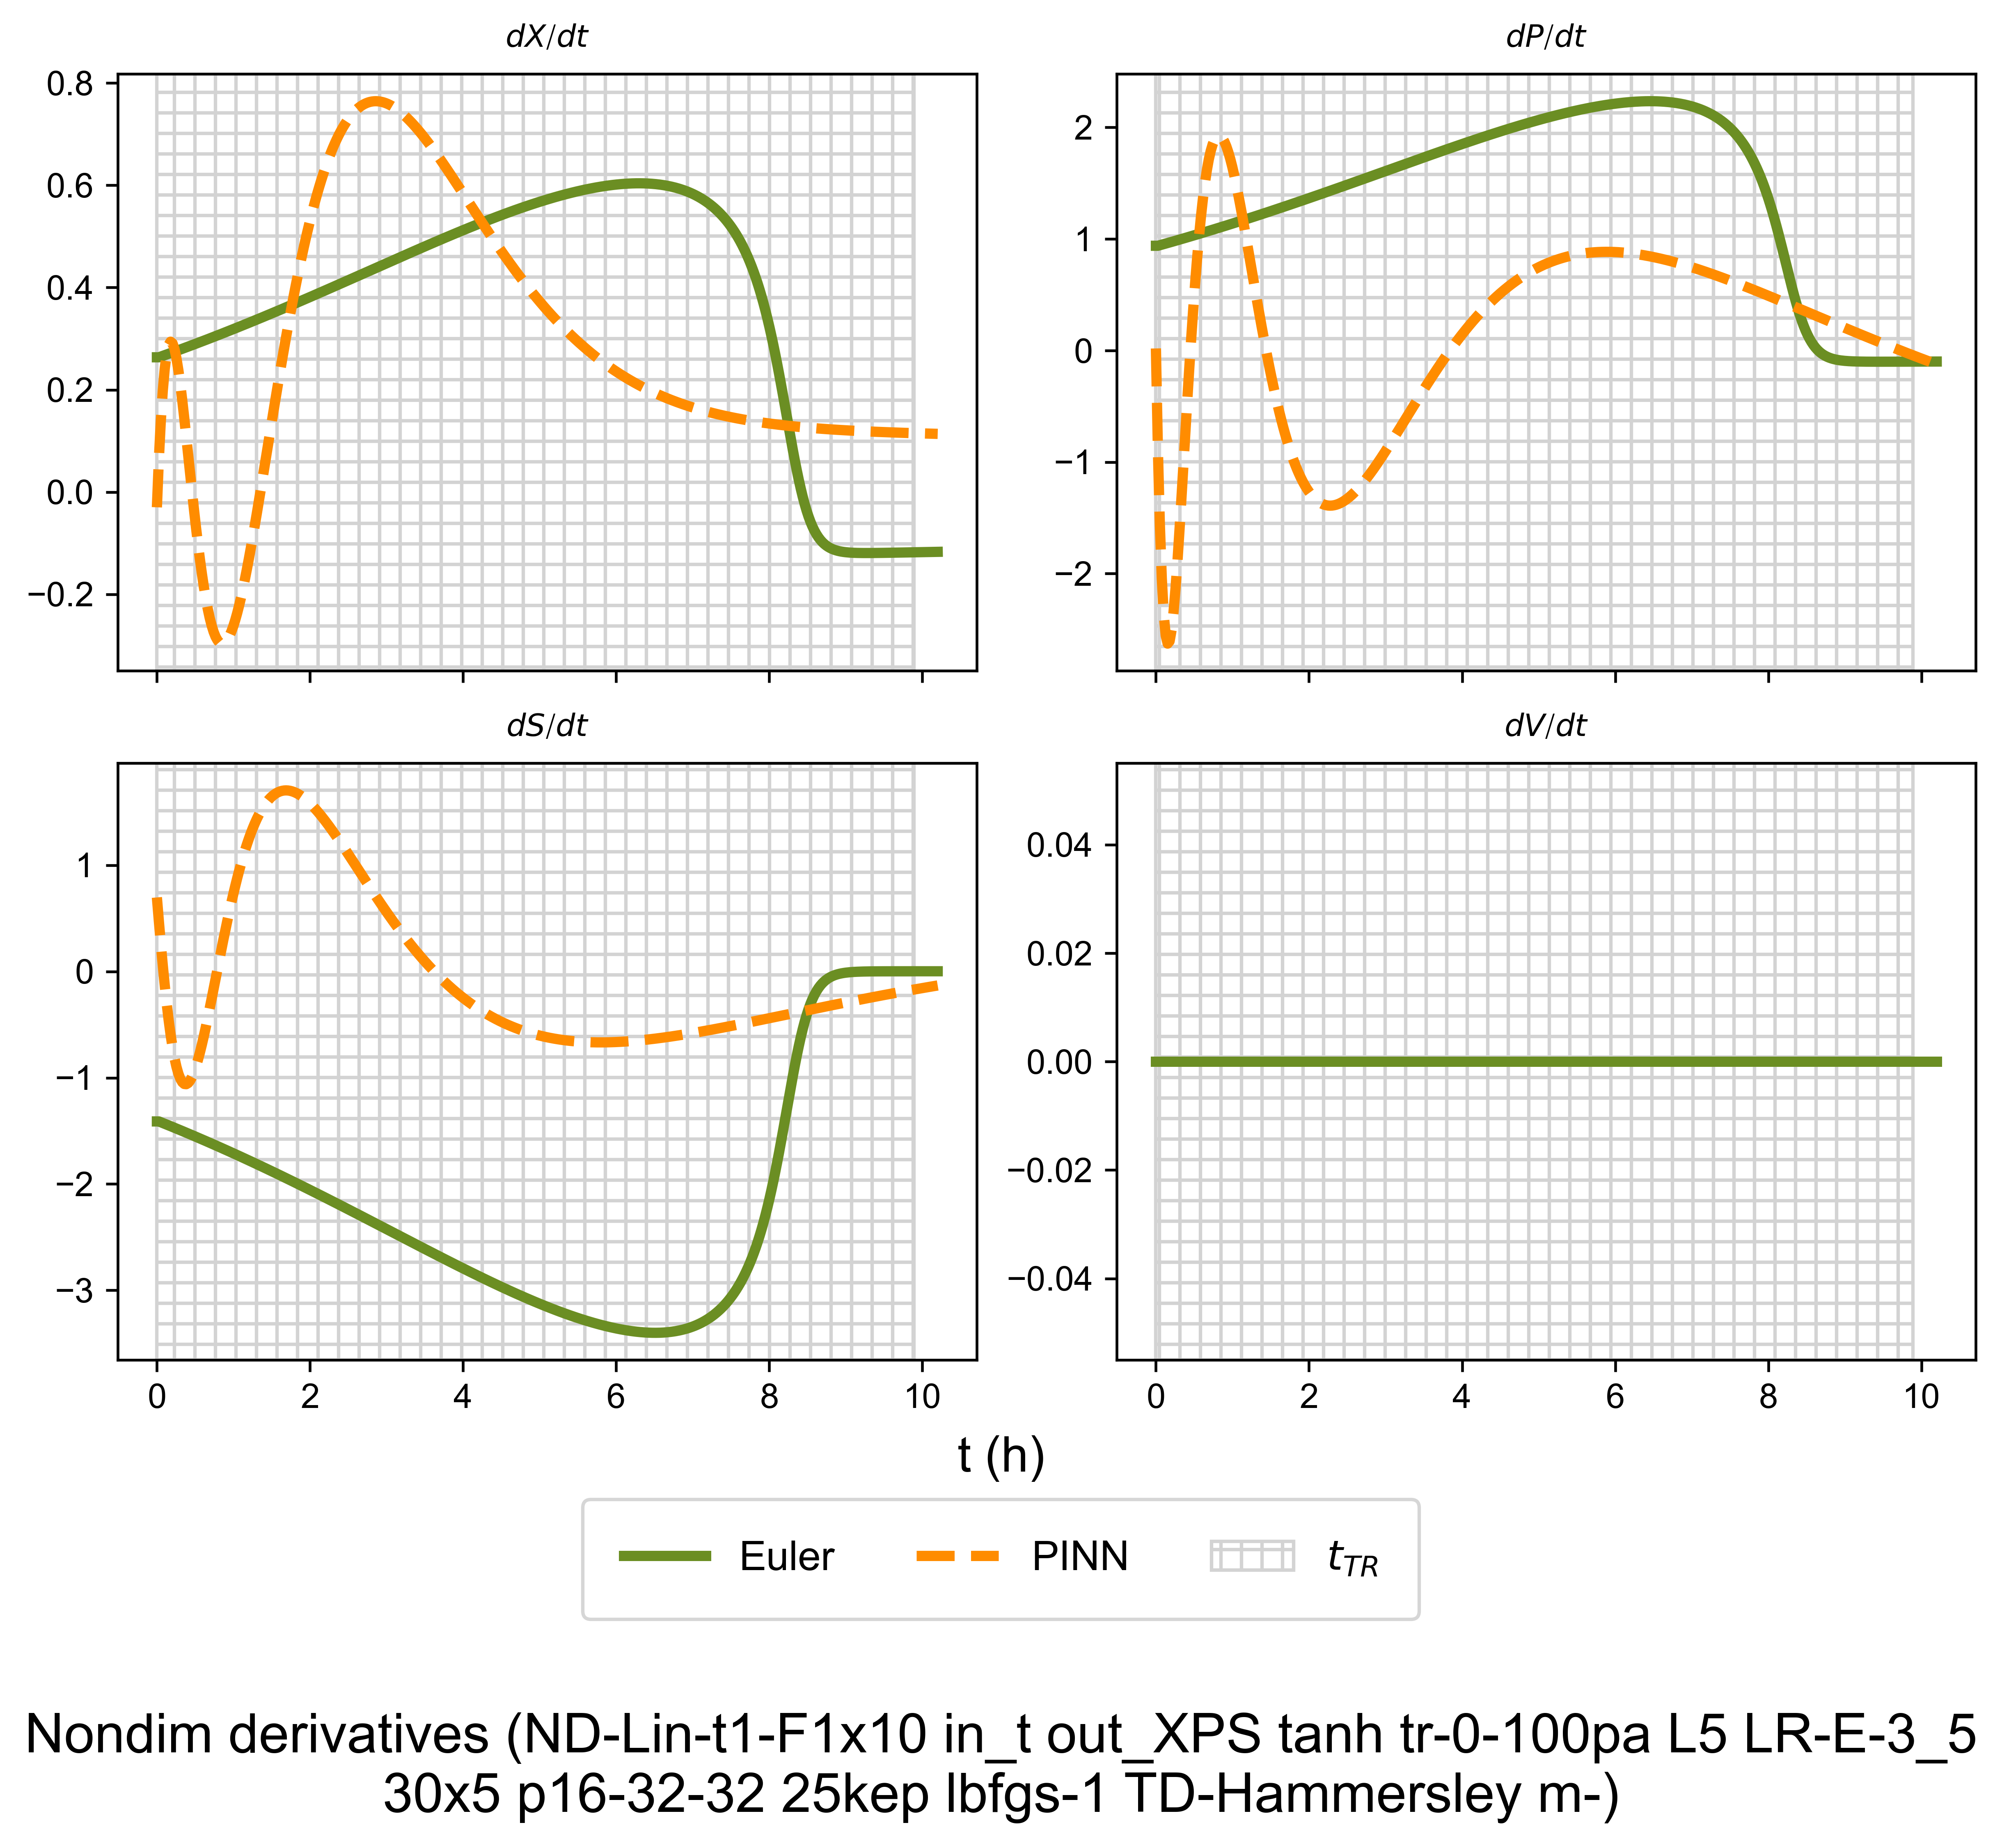 dX/dt
dP/dt
0.8
0.6
0.4
0.2
0.0
−0.2
2
1
0
−1
−2
dS/dt
dV/dt
1
0
−1
−2
−3
0 2 4 6 8 10
0.04
0.02
0.00
−0.02
−0.04
0 2 4 6 8 10
t (h)
Euler PINN t_TR
Nondim derivatives (ND-Lin-t1-F1x10 in_t out_XPS tanh tr-0-100pa L5 LR-E-3_5
30x5 p16-32-32 25kep lbfgs-1 TD-Hammersley m-)